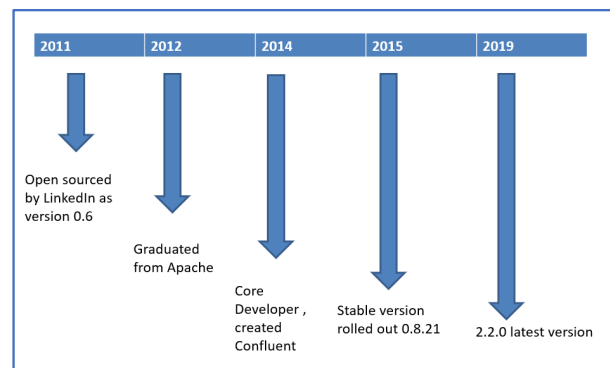 2011 2012 2014 2015 2019
Open sourced
by LinkedIn as
version 0.6
Graduated
from Apache
Core
Developer ,
created
Confluent
Stable version
rolled out 0.8.21
2.2.0 latest version